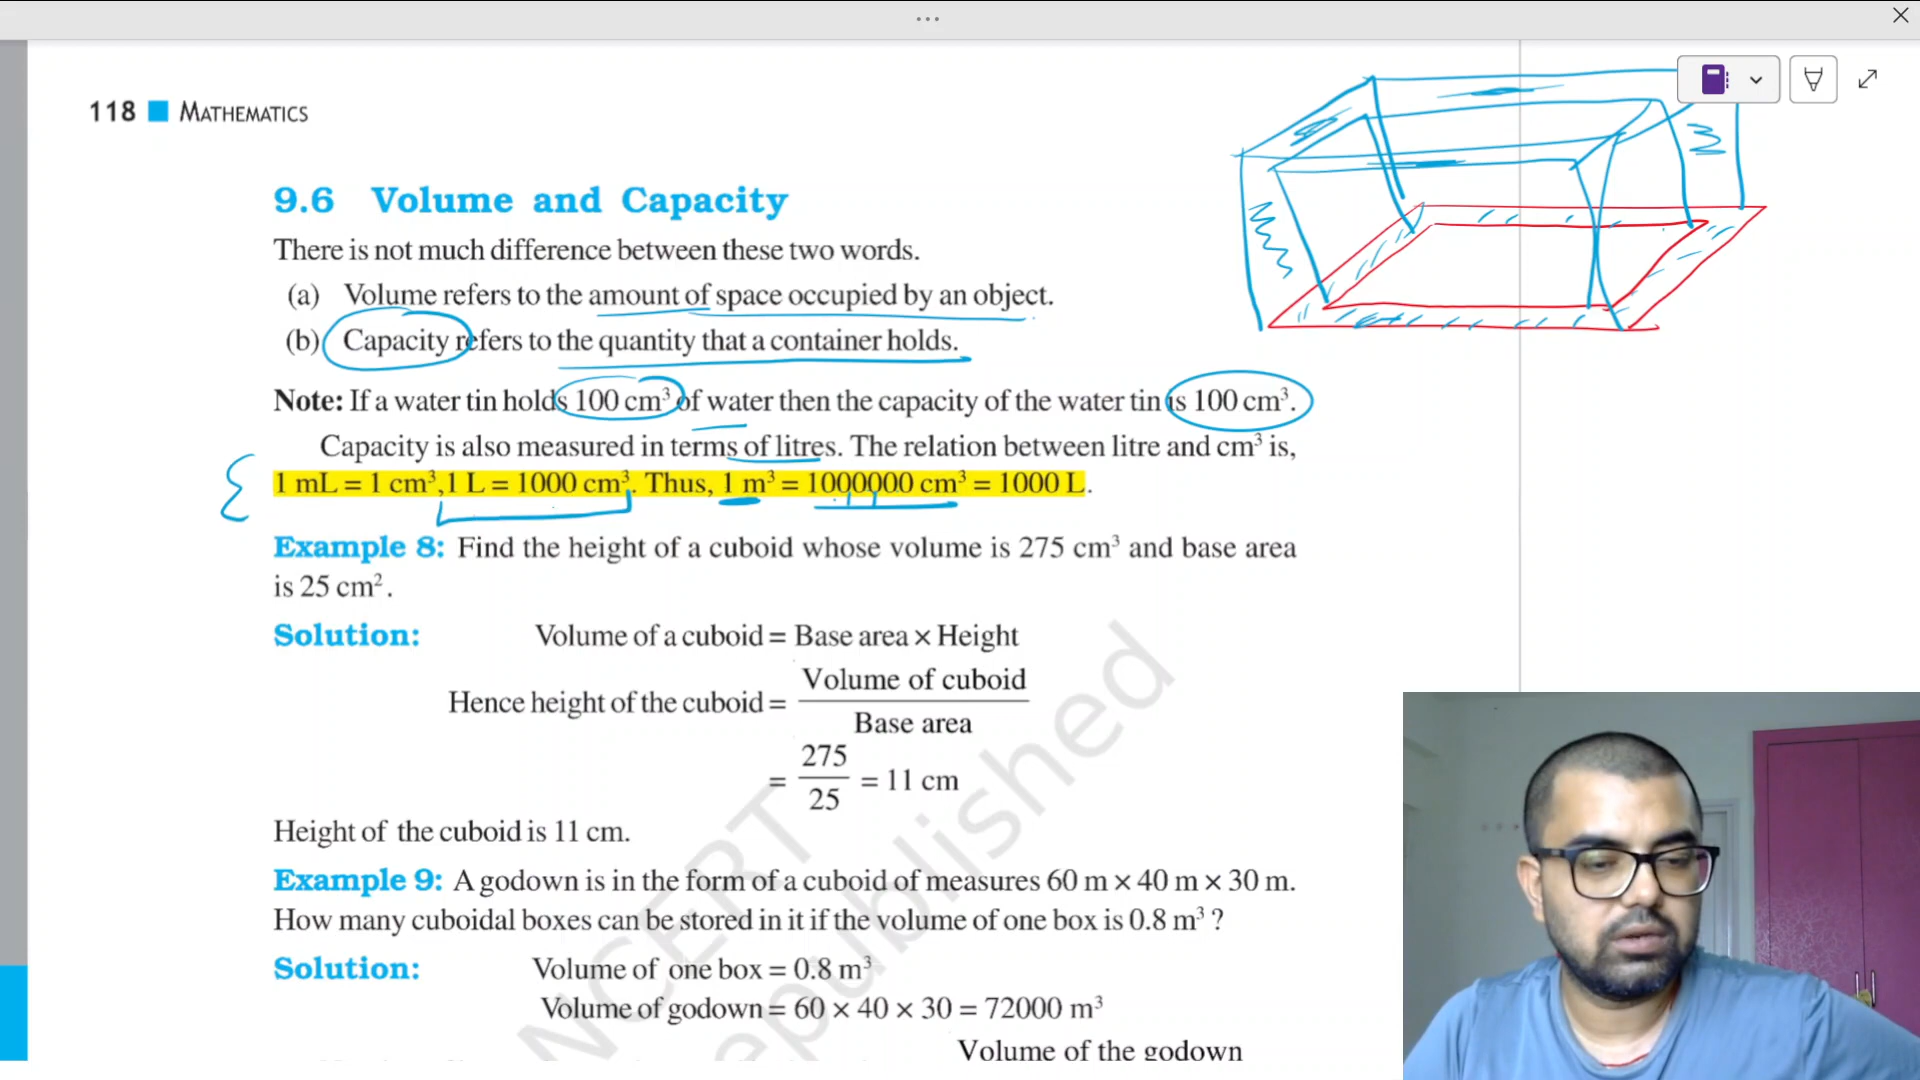 118 MATHEMATICS
9.6 Volume and Capacity
There is not much difference between these two words.
(a) Volume refers to the amount of space occupied by an object.
(b) Capacity refers to the quantity that a container holds.
Note: If a water tin holds 100 cm³ of water then the capacity of the water tin is 100 cm³.
Capacity is also measured in terms of litres. The relation between litre and cm³ is,
1 mL = 1 cm³,1 L = 1000 cm³. Thus, 1 m³ = 1000000 cm³ = 1000 L.
Example 8: Find the height of a cuboid whose volume is 275 cm³ and base area
is 25 cm².
Solution: Volume of a cuboid = Base area × Height
Hence height of the cuboid = Volume of cuboid
Base area
= 275
25
= 11 cm
Height of the cuboid is 11 cm.
Example 9: A godown is in the form of a cuboid of measures 60 m × 40 m × 30 m.
How many cuboidal boxes can be stored in it if the volume of one box is 0.8 m³ ?
Solution: Volume of one box = 0.8 m³
Volume of godown = 60 × 40 × 30 = 72000 m³
Volume of the godown
NCERT
republished